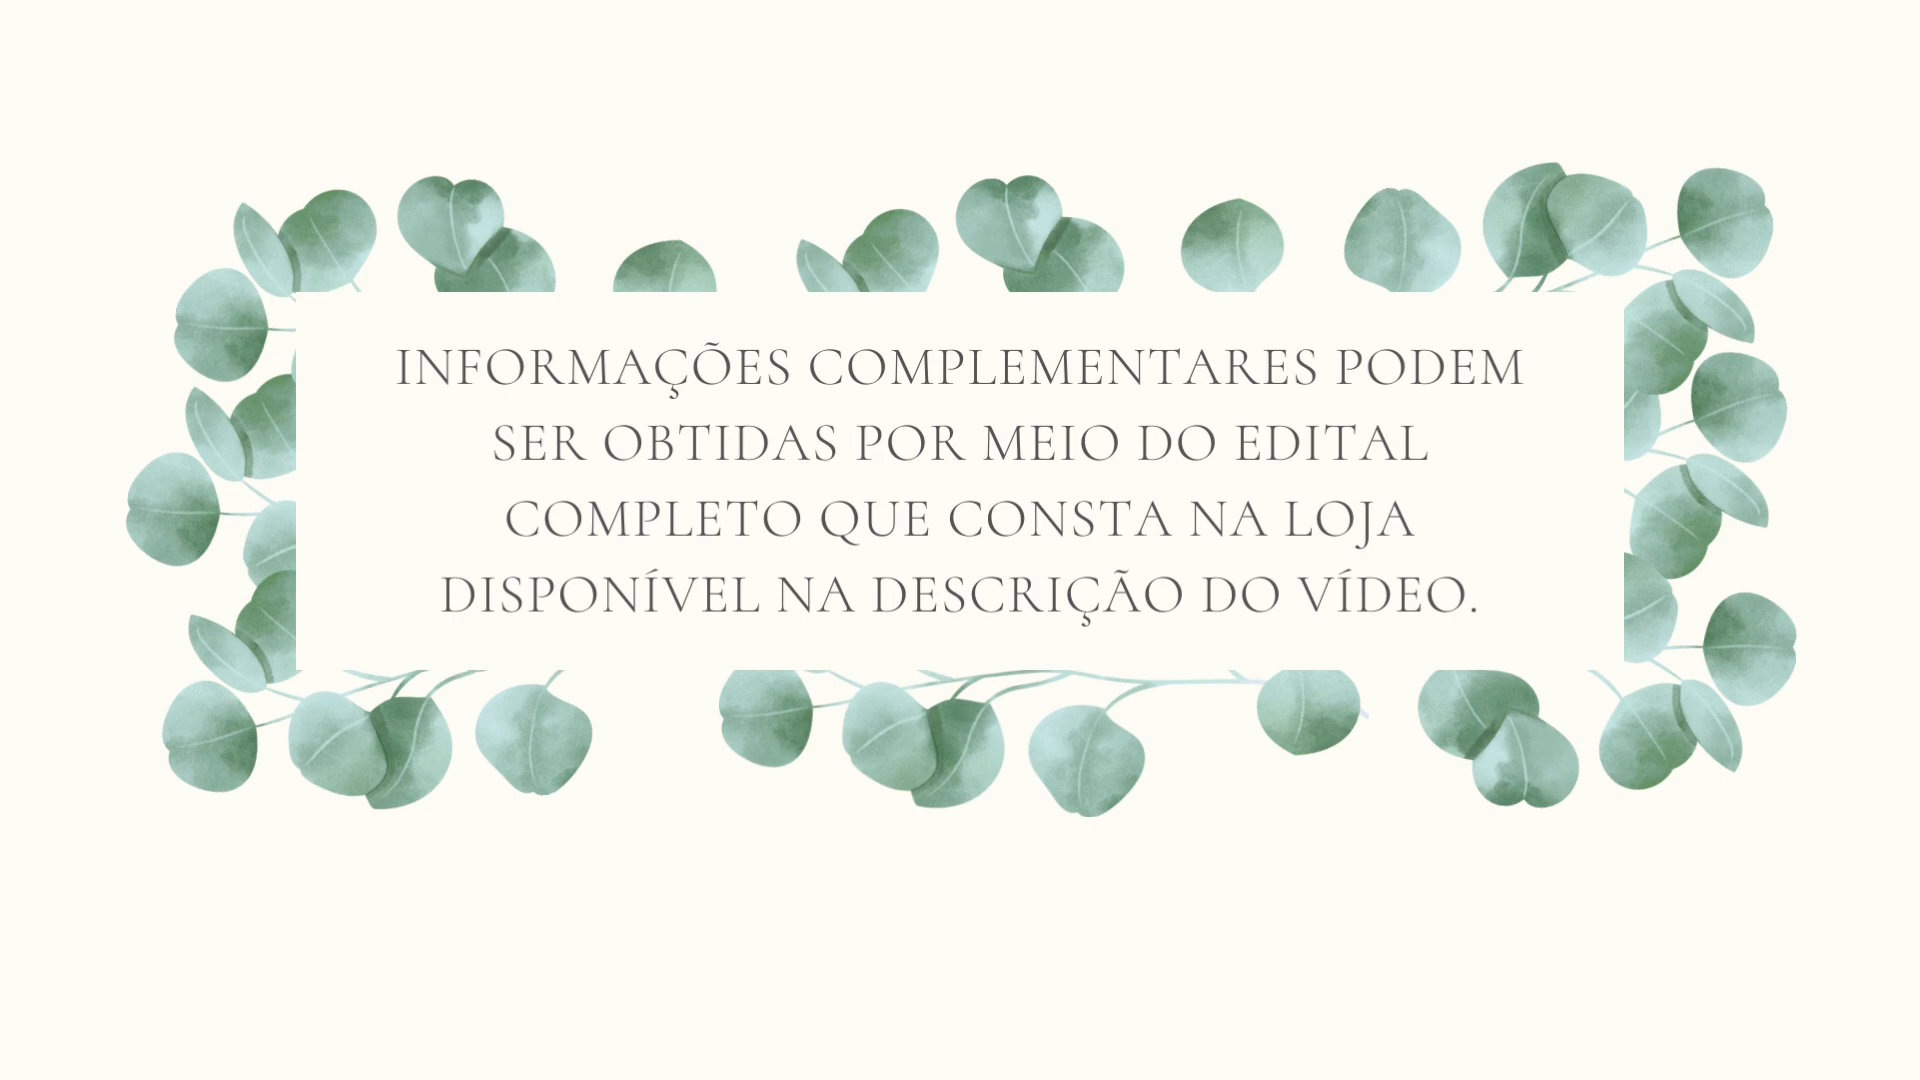 INFORMAÇÕES COMPLEMENTARES PODEM
SER OBTIDAS POR MEIO DO EDITAL
COMPLETO QUE CONSTA NA LOJA
DISPONÍVEL NA DESCRIÇÃO DO VÍDEO.